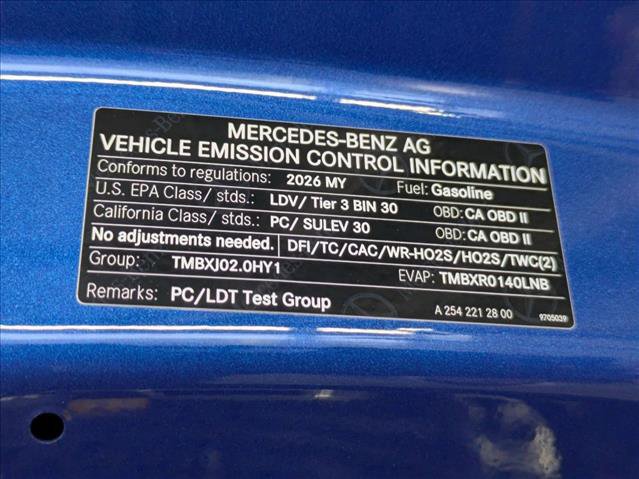 MERCEDES-BENZ AG
VEHICLE EMISSION CONTROL INFORMATION
Conforms to regulations: 2026 MY Fuel: Gasoline
U.S. EPA Class/ stds.: LDV/ Tier 3 BIN 30 OBD: CA OBD II
California Class/ stds.: PC/ SULEV 30 OBD: CA OBD II
No adjustments needed. DFI/TC/CAC/WR-HO2S/HO2S/TWC(2)
Group: TMBXJ02.0HY1 EVAP: TMBXR0140LNB
Remarks: PC/LDT Test Group A 254 221 28 00 9705039